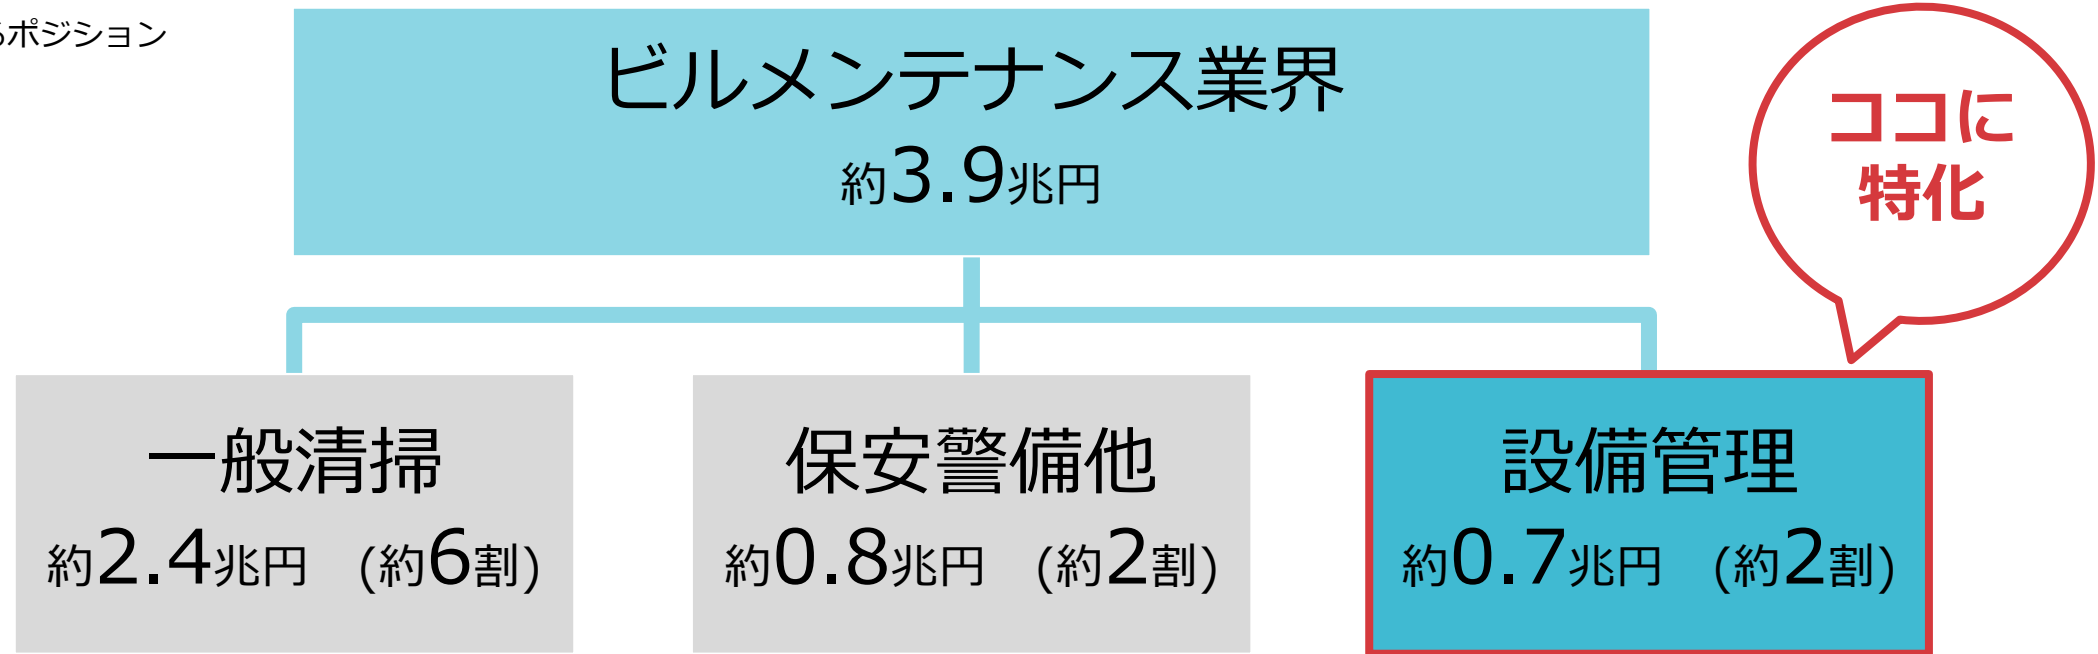 るポジション
ビルメンテナンス業界
約3.9兆円
ココに
特化
一般清掃
約2.4兆円 (約6割)
保安警備他
約0.8兆円 (約2割)
設備管理
約0.7兆円 (約2割)